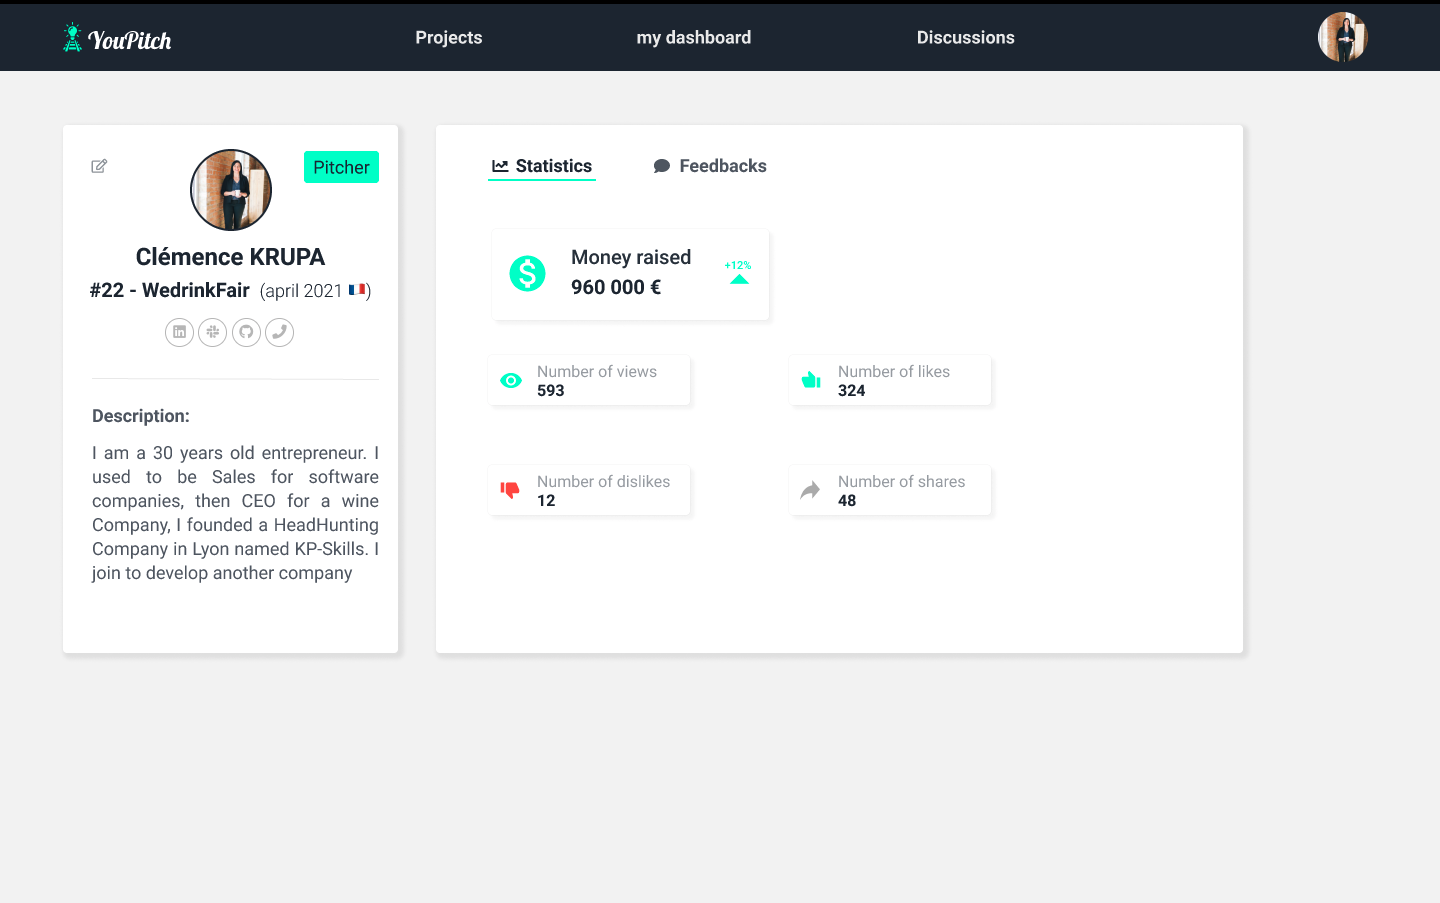 YouPitch
Projects
my dashboard
Discussions
Pitcher
Clémence KRUPA
#22 - WedrinkFair (april 2021 🇫🇷)
Description:
I am a 30 years old entrepreneur. I
used to be Sales for software
companies, then CEO for a wine
Company, I founded a HeadHunting
Company in Lyon named KP-Skills. I
join to develop another company
Statistics
Feedbacks
Money raised
960 000 €
+12%
Number of views
593
Number of likes
324
Number of dislikes
12
Number of shares
48